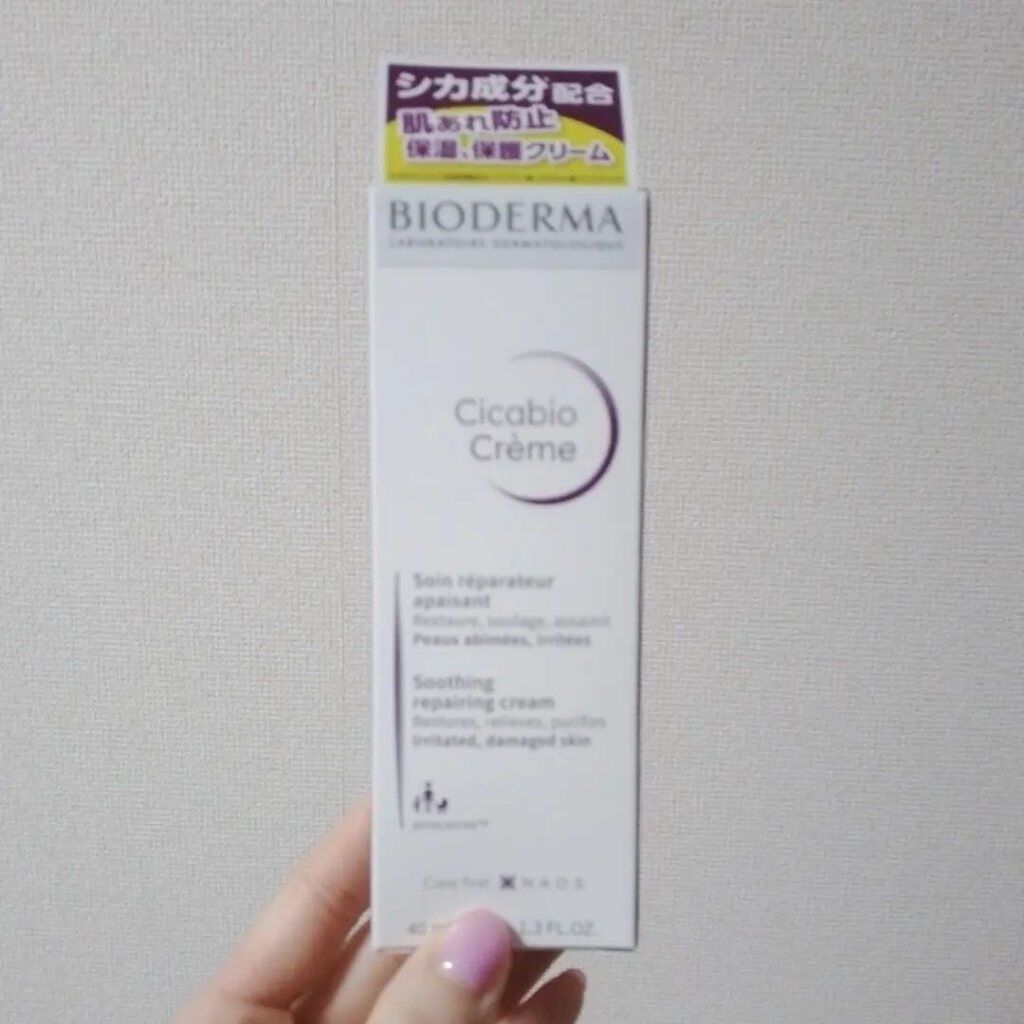 シカ成分配合
肌あれ防止
保湿、保護クリーム
BIODERMA
LABORATOIRE DERMATOLOGIQUE
Cicabio
Crème
Soin réparateur
apaisant
Restaure, soulage, assainit
Peaux abîmées, irritées
Soothing
repairing cream
Restores, relieves, purifies
Irritated, damaged skin
Care first
NAOS
40 m
1.3 FL.OZ.